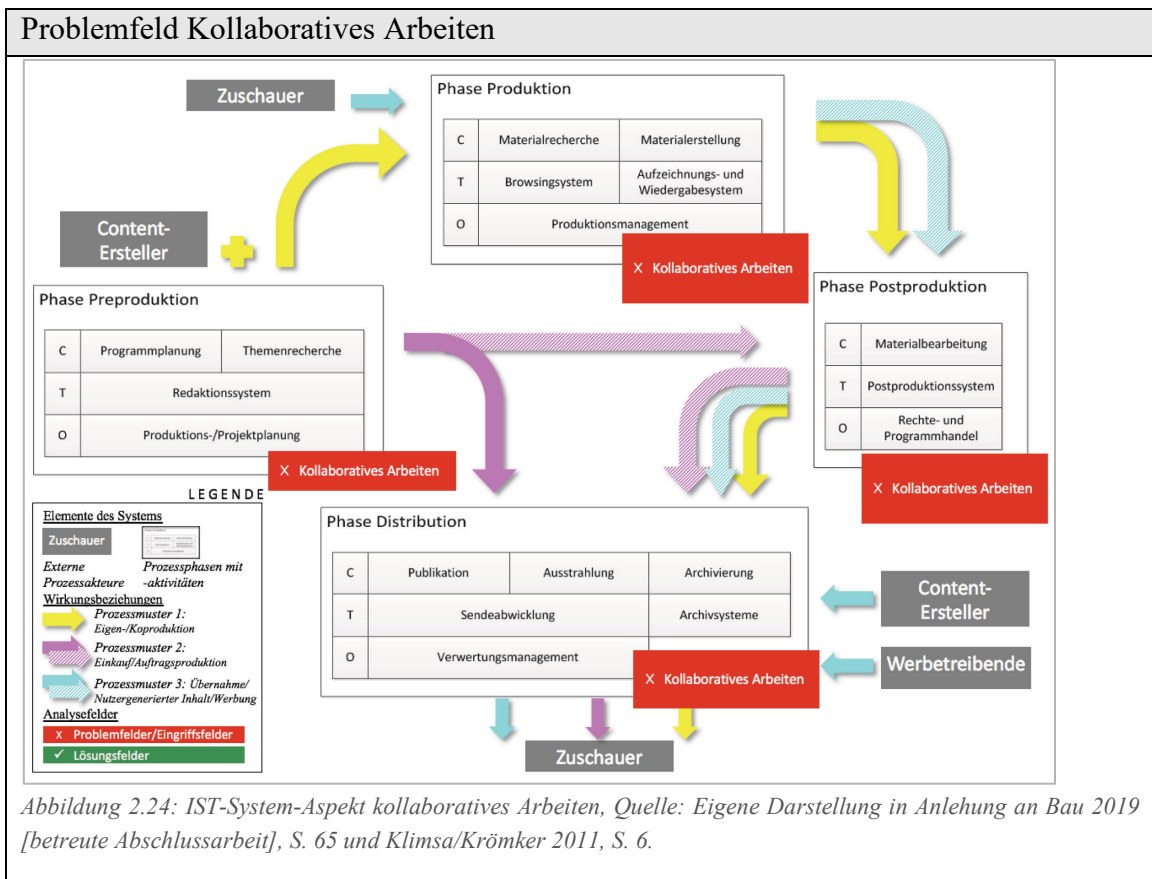 Problemfeld Kollaboratives Arbeiten
Zuschauer
Phase Produktion
C Materialrecherche Materialerstellung
T Browsingsystem Aufzeichnungs- und
Wiedergabesystem
O Produktionsmanagement
X Kollaboratives Arbeiten
Content-
Ersteller
Phase Preproduktion
C Programmplanung Themenrecherche
T Redaktionssystem
O Produktions-/Projektplanung
X Kollaboratives Arbeiten
Phase Postproduktion
C Materialbearbeitung
T Postproduktionssystem
O Rechte- und
Programmhandel
X Kollaboratives Arbeiten
LEGENDE
Elemente des Systems
Zuschauer
Externe
Prozessakteure
Prozessphasen mit
-aktivitäten
Wirkungsbeziehungen
Prozessmuster 1:
Eigen-/Koproduktion
Prozessmuster 2:
Einkauf/Auftragsproduktion
Prozessmuster 3: Übernahme/
Nutzergenerierter Inhalt/Werbung
Analysefelder
X Problemfelder/Eingriffsfelder
✓ Lösungsfelder
Phase Distribution
C Publikation Ausstrahlung Archivierung
T Sendeabwicklung Archivsysteme
O Verwertungsmanagement
X Kollaboratives Arbeiten
Content-
Ersteller
Werbetreibende
Zuschauer
Abbildung 2.24: IST-System-Aspekt kollaboratives Arbeiten, Quelle: Eigene Darstellung in Anlehung an Bau 2019
[betreute Abschlussarbeit], S. 65 und Klimsa/Krömker 2011, S. 6.